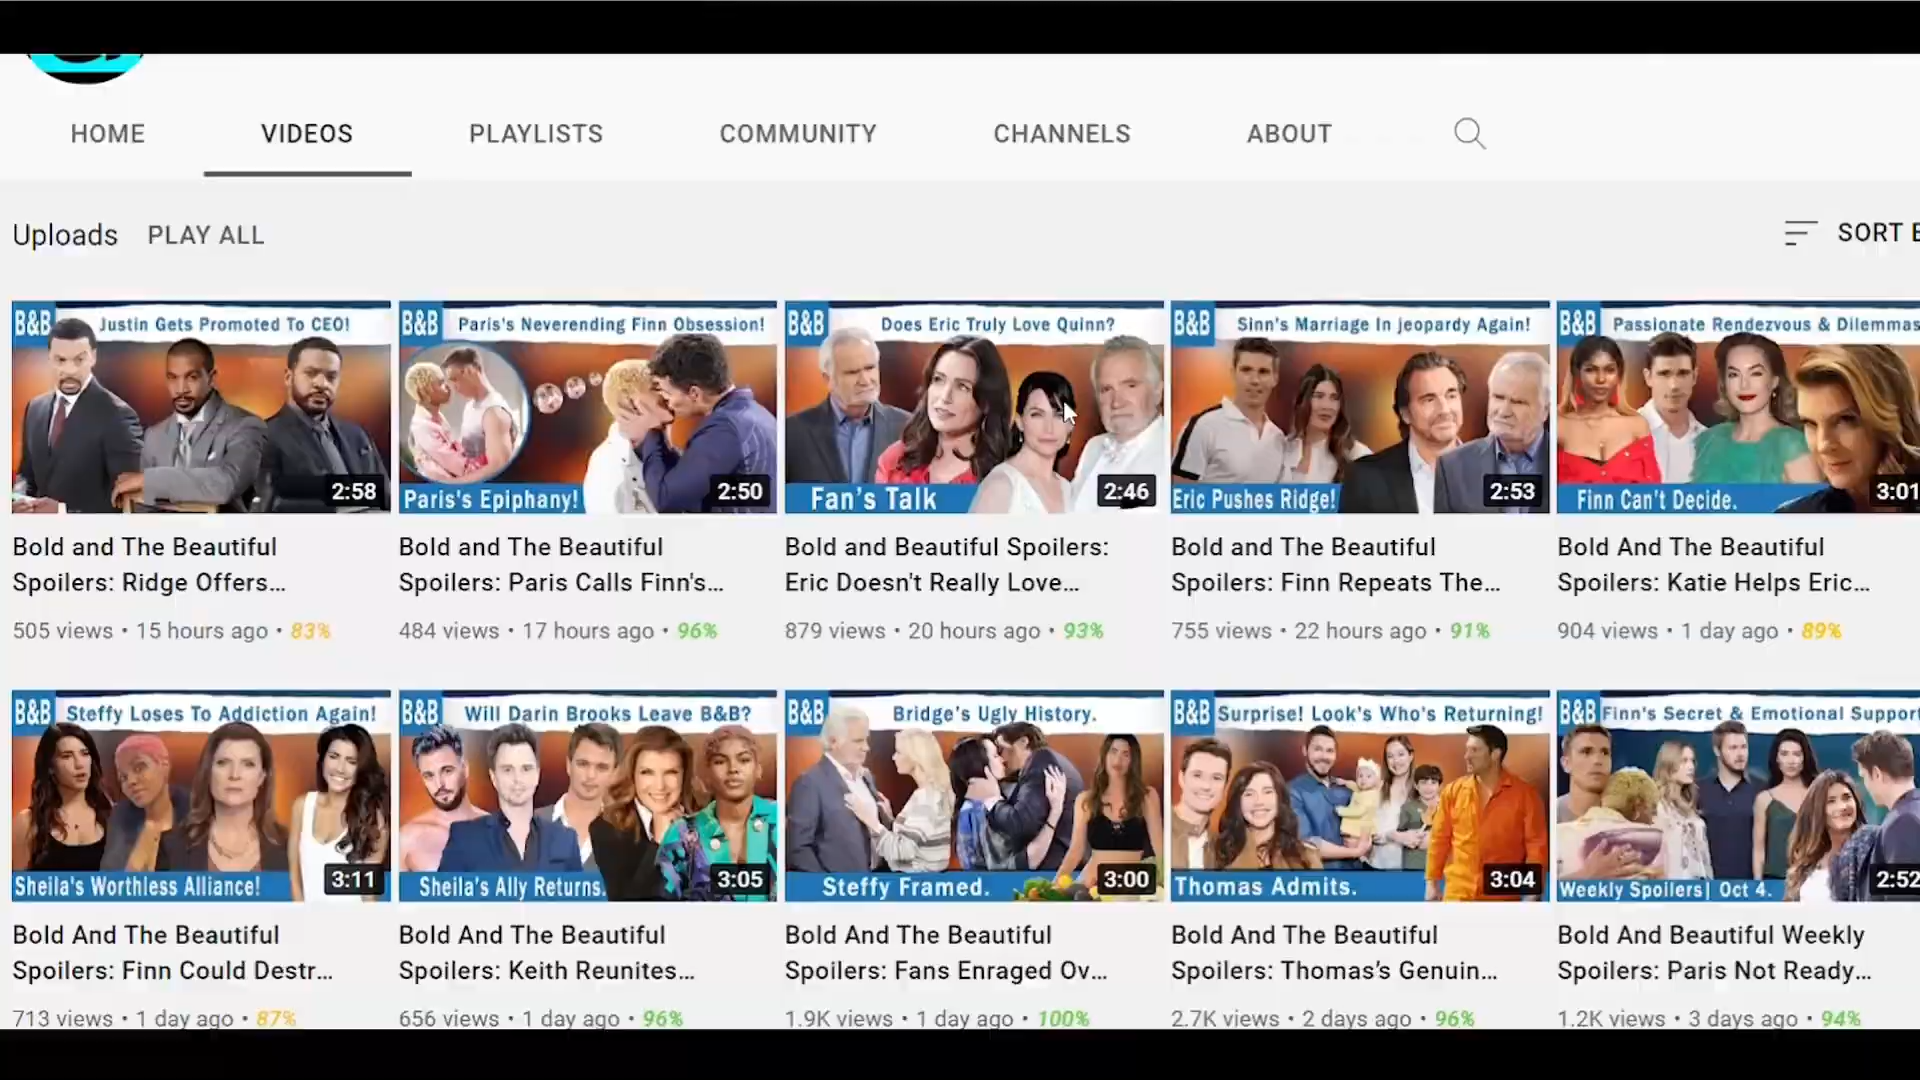 HOME VIDEOS PLAYLISTS COMMUNITY CHANNELS ABOUT
Uploads PLAY ALL
SORT B
B&B Justin Gets Promoted To CEO!
2:58
B&B Paris's Neverending Finn Obsession!
Paris's Epiphany!
2:50
B&B Does Eric Truly Love Quinn?
Fan's Talk
2:46
B&B Sinn's Marriage In jeopardy Again!
Eric Pushes Ridge!
2:53
B&B Passionate Rendezvous & Dilemmas
Finn Can't Decide.
3:01
Bold and The Beautiful
Spoilers: Ridge Offers...
505 views • 15 hours ago • 83%
Bold and The Beautiful
Spoilers: Paris Calls Finn's...
484 views • 17 hours ago • 96%
Bold and Beautiful Spoilers:
Eric Doesn't Really Love...
879 views • 20 hours ago • 93%
Bold and The Beautiful
Spoilers: Finn Repeats The...
755 views • 22 hours ago • 91%
Bold And The Beautiful
Spoilers: Katie Helps Eric...
904 views • 1 day ago • 89%
B&B Steffy Loses To Addiction Again!
Sheila's Worthless Alliance!
3:11
B&B Will Darin Brooks Leave B&B?
Sheila's Ally Returns.
3:05
B&B Bridge's Ugly History.
Steffy Framed.
3:00
B&B Surprise! Look's Who's Returning!
Thomas Admits.
3:04
B&B Finn's Secret & Emotional Support
Weekly Spoilers| Oct 4.
2:52
Bold And The Beautiful
Spoilers: Finn Could Destr...
713 views • 1 day ago • 87%
Bold And The Beautiful
Spoilers: Keith Reunites...
656 views • 1 day ago • 96%
Bold And The Beautiful
Spoilers: Fans Enraged Ov...
1.9K views • 1 day ago • 100%
Bold And The Beautiful
Spoilers: Thomas’s Genuin...
2.7K views • 2 days ago • 96%
Bold And Beautiful Weekly
Spoilers: Paris Not Ready...
1.2K views • 3 days ago • 94%